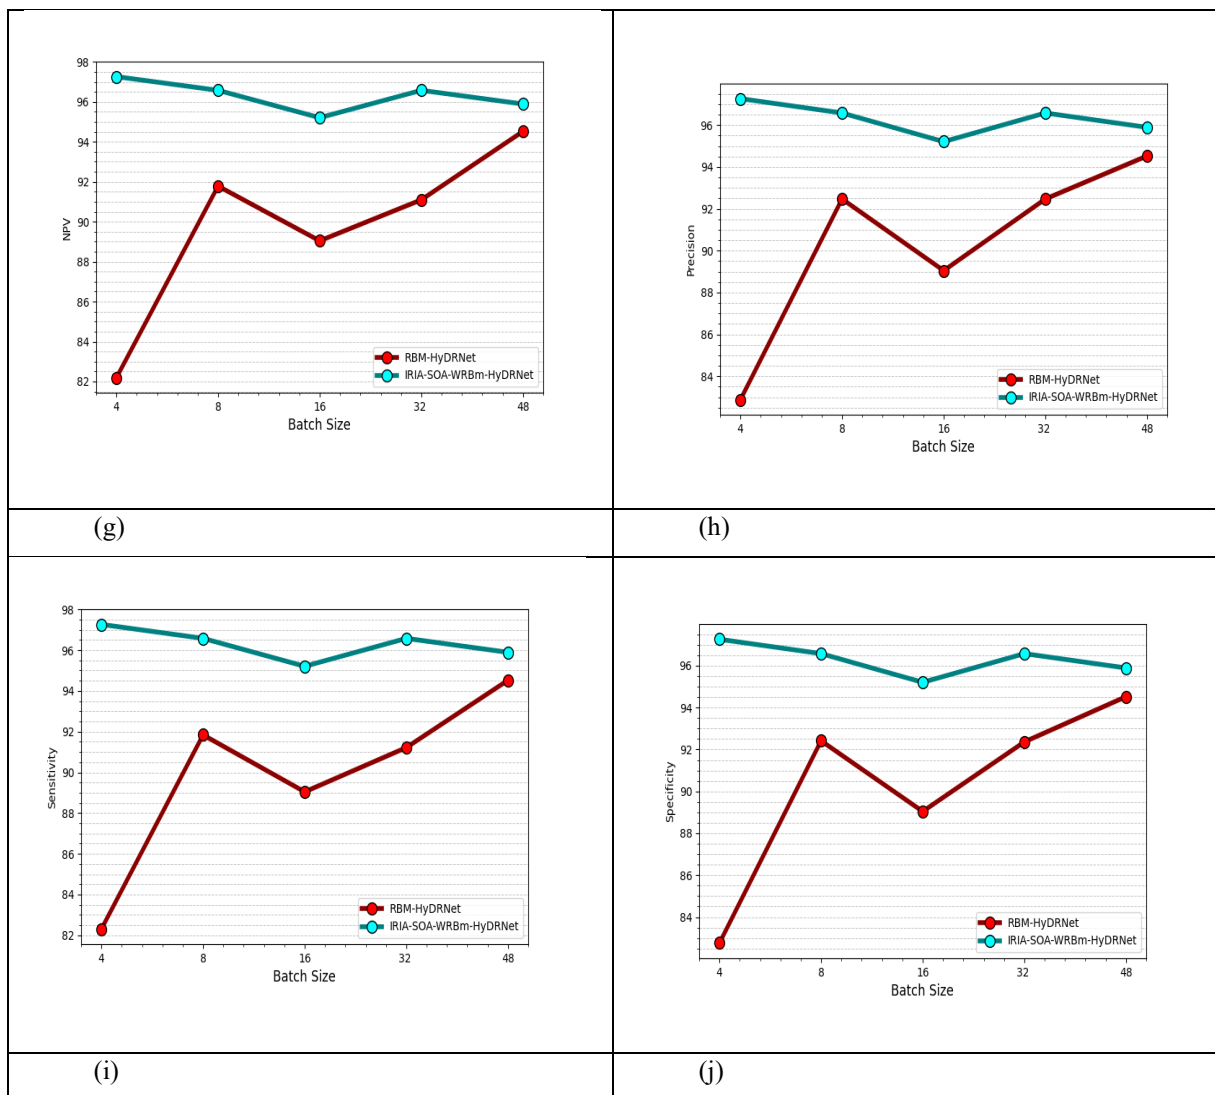 98
96
94
92
90
88
86
84
82
NPV
4 8 16 32 48
Batch Size
RBM-HyDRNet
IRIA-SOA-WRBm-HyDRNet
96
94
92
90
88
86
84
Precision
4 8 16 32 48
Batch Size
RBM-HyDRNet
IRIA-SOA-WRBm-HyDRNet
(g)
(h)
98
96
94
92
90
88
86
84
82
Sensitivity
4 8 16 32 48
Batch Size
RBM-HyDRNet
IRIA-SOA-WRBm-HyDRNet
96
94
92
90
88
86
84
Specificity
4 8 16 32 48
Batch Size
RBM-HyDRNet
IRIA-SOA-WRBm-HyDRNet
(i)
(j)